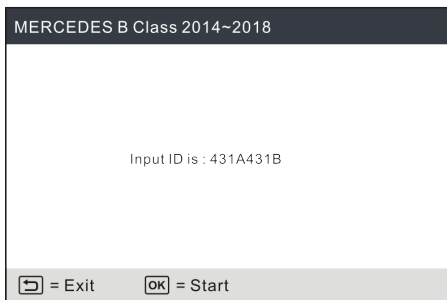 MERCEDES B Class 2014~2018
Input ID is : 431A431B
= Exit OK = Start